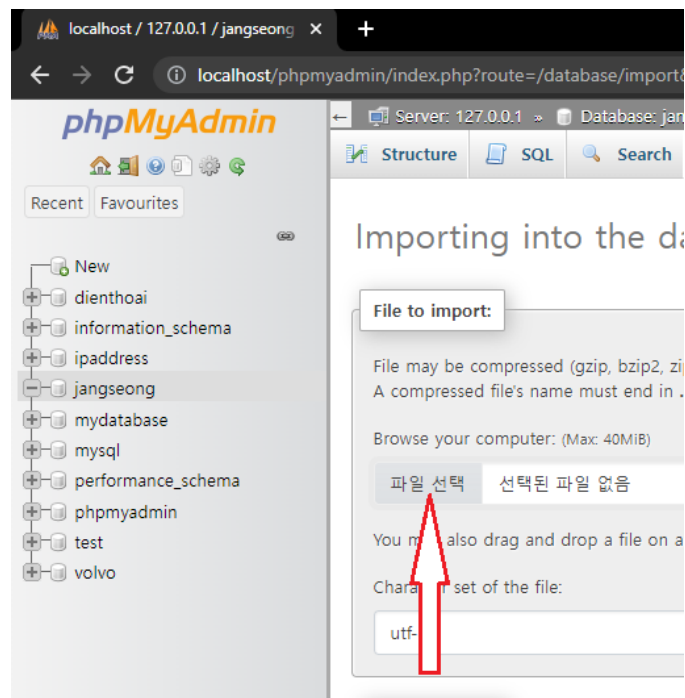 localhost / 127.0.0.1 / jangseong
localhost/phpmyadmin/index.php?route=/database/import&
phpMyAdmin
Recent Favourites
New
dienthoai
information_schema
ipaddress
jangseong
mydatabase
mysql
performance_schema
phpmyadmin
test
volvo
Server: 127.0.0.1 » Database: jan
Structure SQL Search
Importing into the da
File to import:
File may be compressed (gzip, bzip2, zi
A compressed file's name must end in .
Browse your computer: (Max: 40MiB)
파일 선택 선택된 파일 없음
You also drag and drop a file on a
set of the file:
utf-